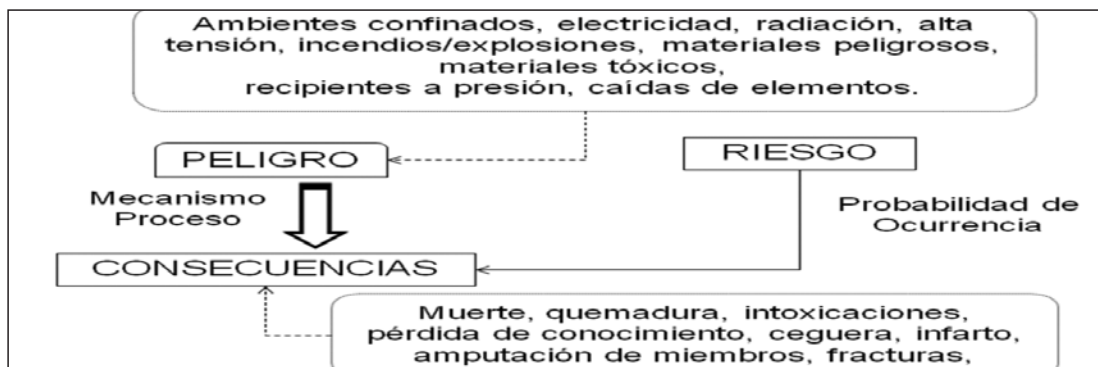 Ambientes confinados, electricidad, radiación, alta
tensión, incendios/explosiones, materiales peligrosos,
materiales tóxicos,
recipientes a presión, caídas de elementos.
PELIGRO
RIESGO
Mecanismo
Proceso
Probabilidad de
Ocurrencia
CONSECUENCIAS
Muerte, quemadura, intoxicaciones,
pérdida de conocimiento, ceguera, infarto,
amputación de miembros, fracturas,